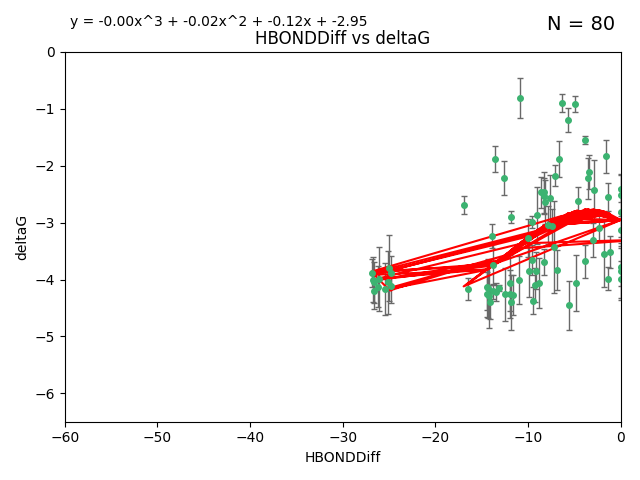 y = -0.00x^3 + -0.02x^2 + -0.12x + -2.95
N = 80
HBONDDiff vs deltaG
0
−1
−2
−3
−4
−5
−6
deltaG
−60 −50 −40 −30 −20 −10 0
HBONDDiff